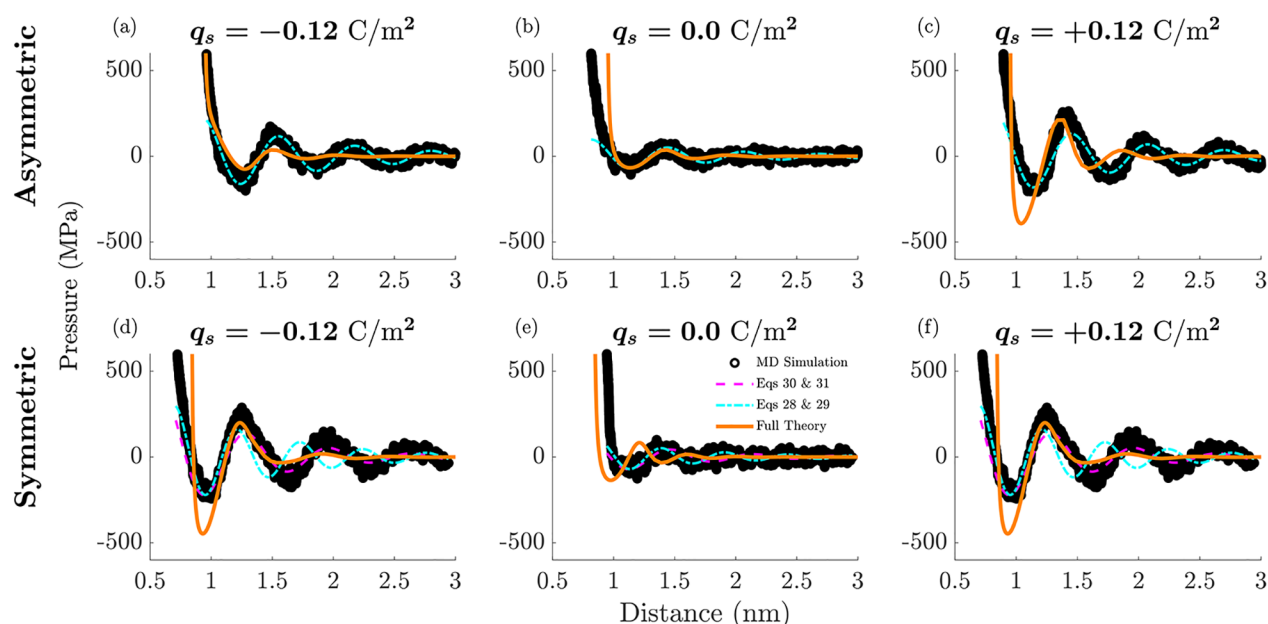 Asymmetric
Symmetric
Pressure (MPa)
(a) q_s = −0.12 C/m²
500
0
-500
0.5 1 1.5 2 2.5 3
(b) q_s = 0.0 C/m²
500
0
-500
0.5 1 1.5 2 2.5 3
(c) q_s = +0.12 C/m²
500
0
-500
0.5 1 1.5 2 2.5 3
(d) q_s = −0.12 C/m²
500
0
-500
0.5 1 1.5 2 2.5 3
(e) q_s = 0.0 C/m²
MD Simulation
Eqs 30 & 31
Eqs 28 & 29
Full Theory
500
0
-500
0.5 1 1.5 2 2.5 3
(f) q_s = +0.12 C/m²
500
0
-500
0.5 1 1.5 2 2.5 3
Distance (nm)